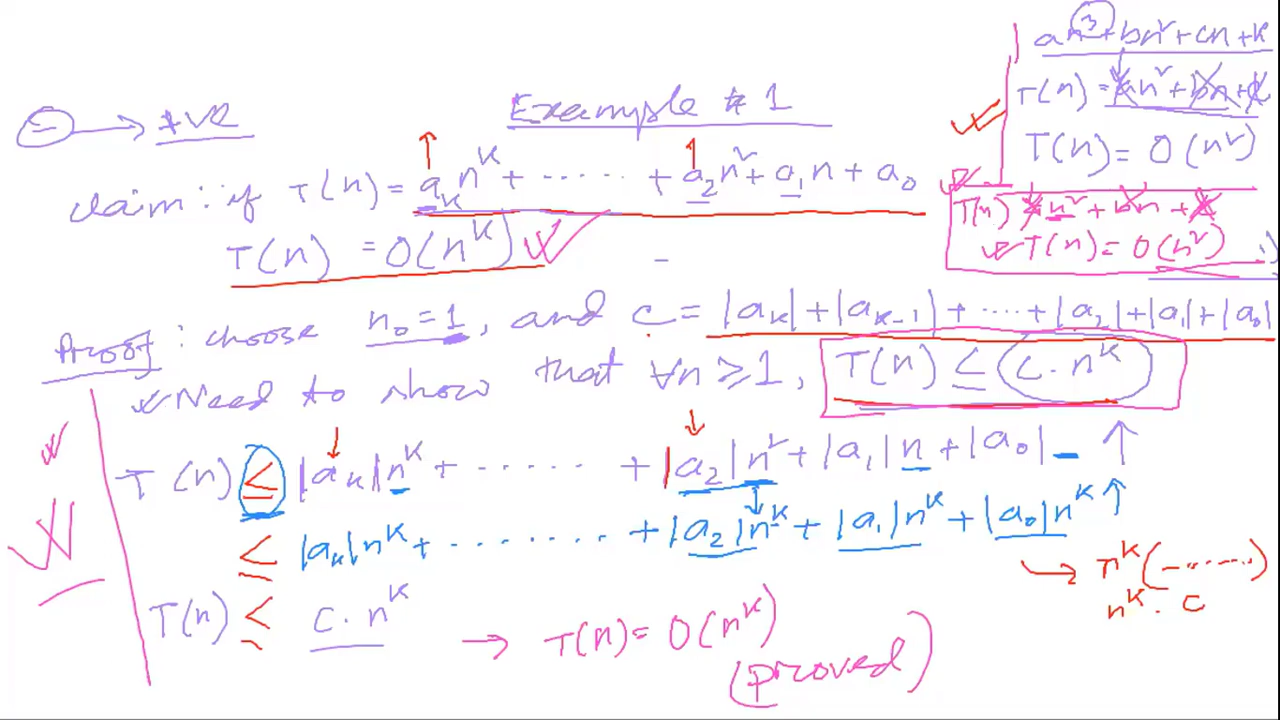 an³ + bn² + cn + k
⊖ → +ve
Example # 1
T(n) = an² + bn + c
T(n) = O(n²)
claim : if T(n) = aₖnᵏ + ...... + a₂n² + a₁n + a₀
T(n) = O(nᵏ)
T(n) = an² + bn +
T(n) = O(n²)
Proof : choose n₀ = 1, and c = |aₖ| + |aₖ₋₁| + .... + |a₂| + |a₁| + |a₀|
Need to show that ∀n ≥ 1, T(n) ≤ c · nᵏ
T(n) ≤ |aₖ|nᵏ + ...... + |a₂|n² + |a₁|n + |a₀| ↑
≤ |aₖ|nᵏ + ........ + |a₂|nᵏ + |a₁|nᵏ + |a₀|nᵏ ↑
→ nᵏ(-......)
nᵏ · c
T(n) ≤ c · nᵏ
→ T(n) = O(nᵏ)
(proved)